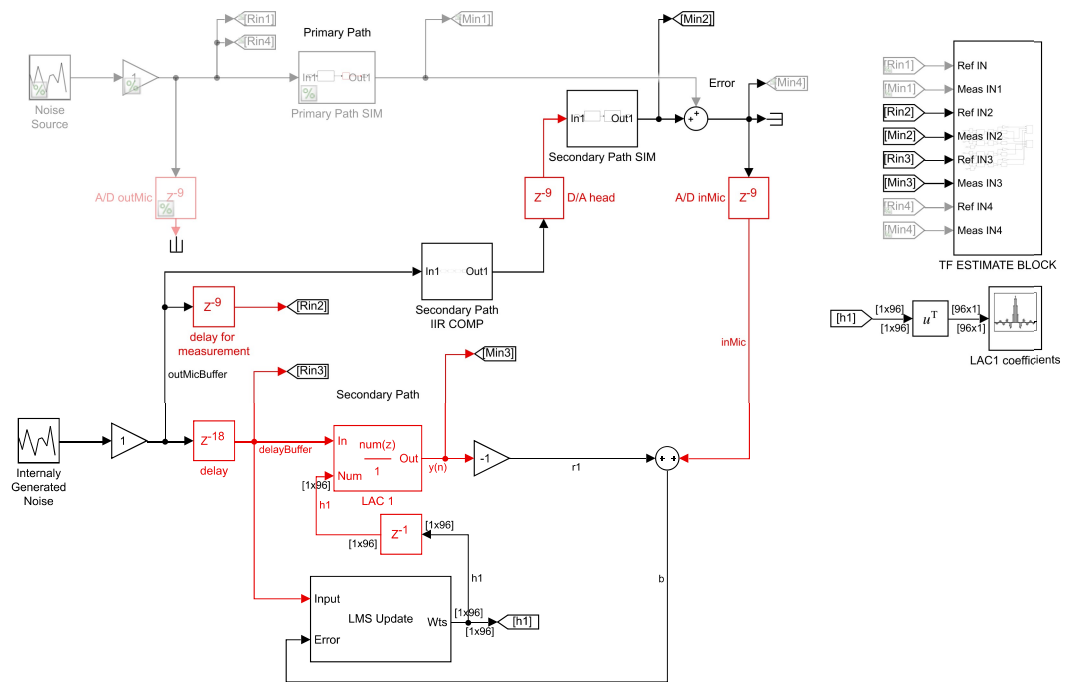 [Rin1]
[Rin4]
[Min1]
[Min2]
Primary Path
In1
Out1
Primary Path SIM
1
Noise
Source
Error
[Min4]
In1
Out1
Secondary Path SIM
A/D outMic
z-9
z-9
D/A head
A/D inMic
z-9
[Rin1]
Ref IN
[Min1]
Meas IN1
[Rin2]
Ref IN2
[Min2]
Meas IN2
[Rin3]
Ref IN3
[Min3]
Meas IN3
[Rin4]
Ref IN4
[Min4]
Meas IN4
TF ESTIMATE BLOCK
In1
Out1
Secondary Path
IIR COMP
z-9
[Rin2]
delay for
measurement
outMicBuffer
[h1]
[1x96]
[1x96]
uT
[96x1]
[96x1]
LAC1 coefficients
inMic
[Min3]
[Rin3]
Secondary Path
Internaly
Generated
Noise
1
z-18
delay
delayBuffer
In
num(z)
1
Out
Num
LAC 1
y(n)
-1
r1
[1x96]
h1
z-1
[1x96]
[1x96]
h1
b
Input
LMS Update
Wts
Error
[1x96]
[1x96]
[h1]